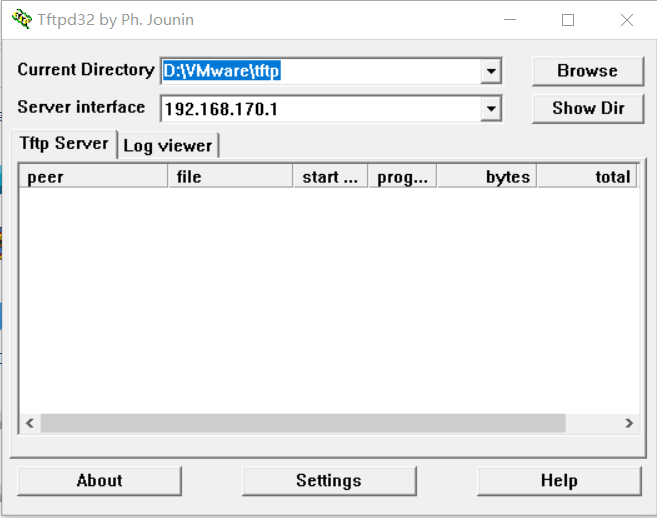 Tftpd32 by Ph. Jounin
Current Directory D:\VMware\tftp Browse
Server interface 192.168.170.1 Show Dir
Tftp Server Log viewer
peer file start ... prog... bytes total
About Settings Help